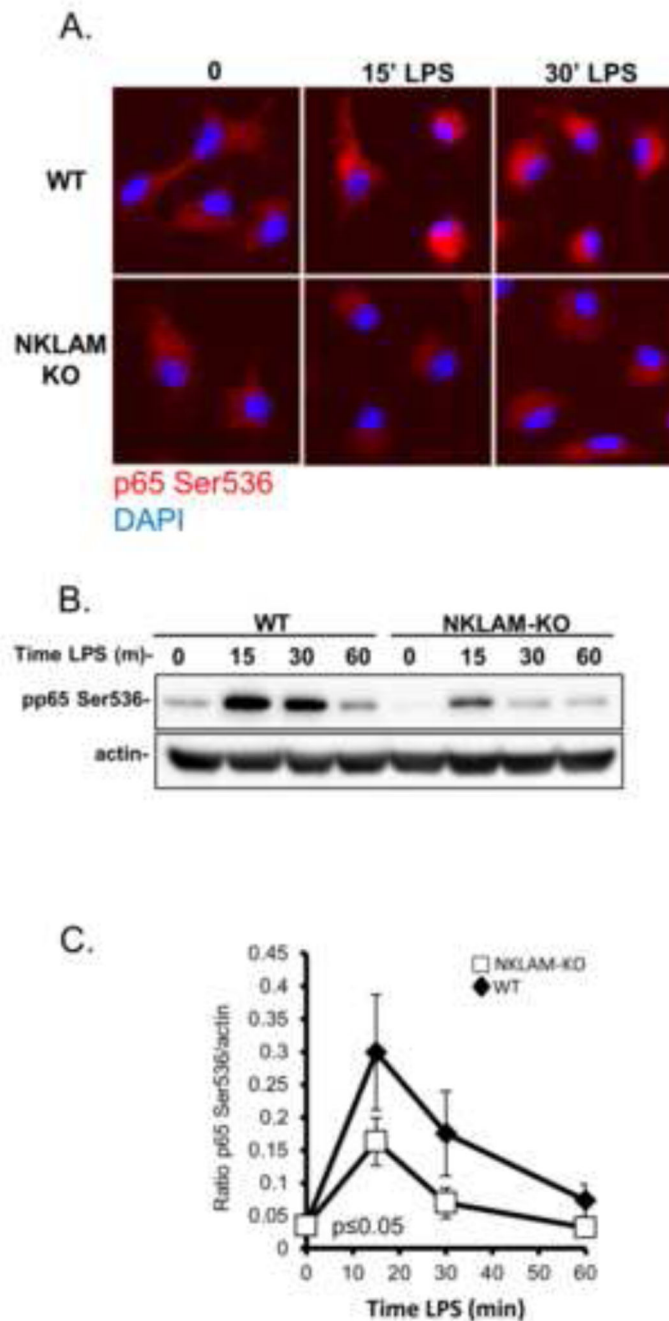 A.
0 15' LPS 30' LPS
WT
NKLAM
KO
p65 Ser536
DAPI
B.
WT NKLAM-KO
Time LPS (m)- 0 15 30 60 0 15 30 60
pp65 Ser536-
actin-
C.
0.45
0.4
0.35
0.3
0.25
0.2
0.15
0.1
0.05
0
Ratio p65 Ser536/actin
NKLAM-KO
WT
p≤0.05
0 10 20 30 40 50 60
Time LPS (min)